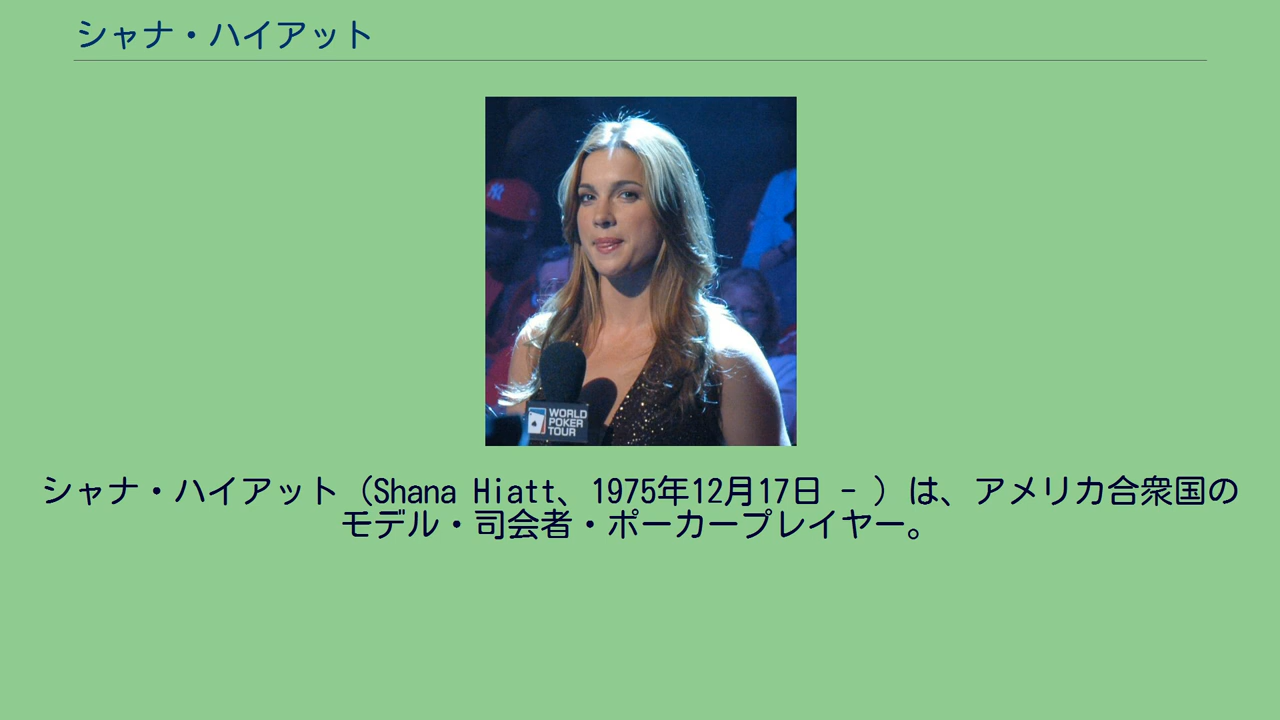 シャナ・ハイアット
NY
WORLD
POKER
TOUR
シャナ・ハイアット（Shana Hiatt、1975年12月17日 - ）は、アメリカ合衆国の
モデル・司会者・ポーカープレイヤー。